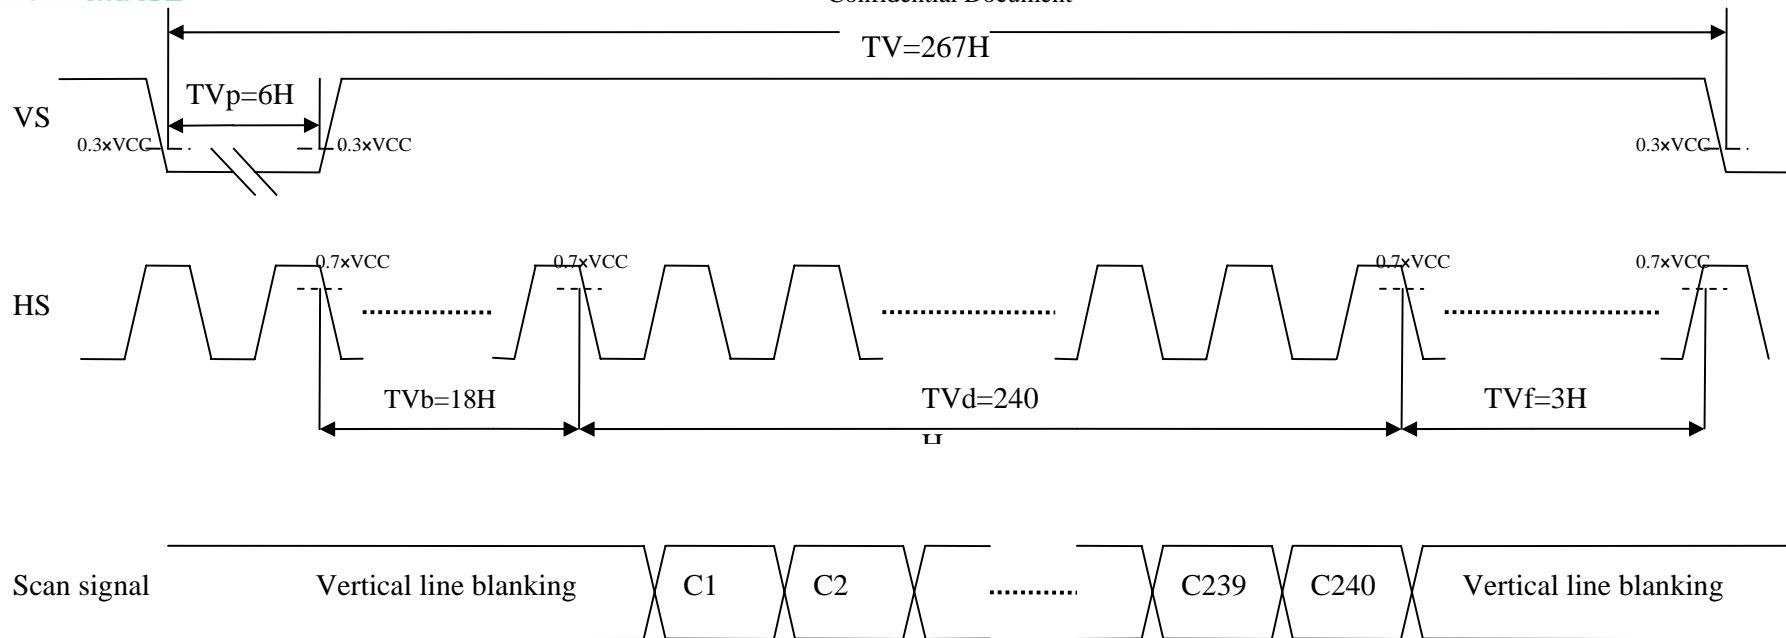 Confidential Document
TV=267H
TVp=6H
VS
0.3×VCC
0.3×VCC
0.3×VCC
0.7×VCC
0.7×VCC
0.7×VCC
0.7×VCC
HS
TVb=18H
TVd=240
H
TVf=3H
Scan signal
Vertical line blanking
C1
C2
C239
C240
Vertical line blanking